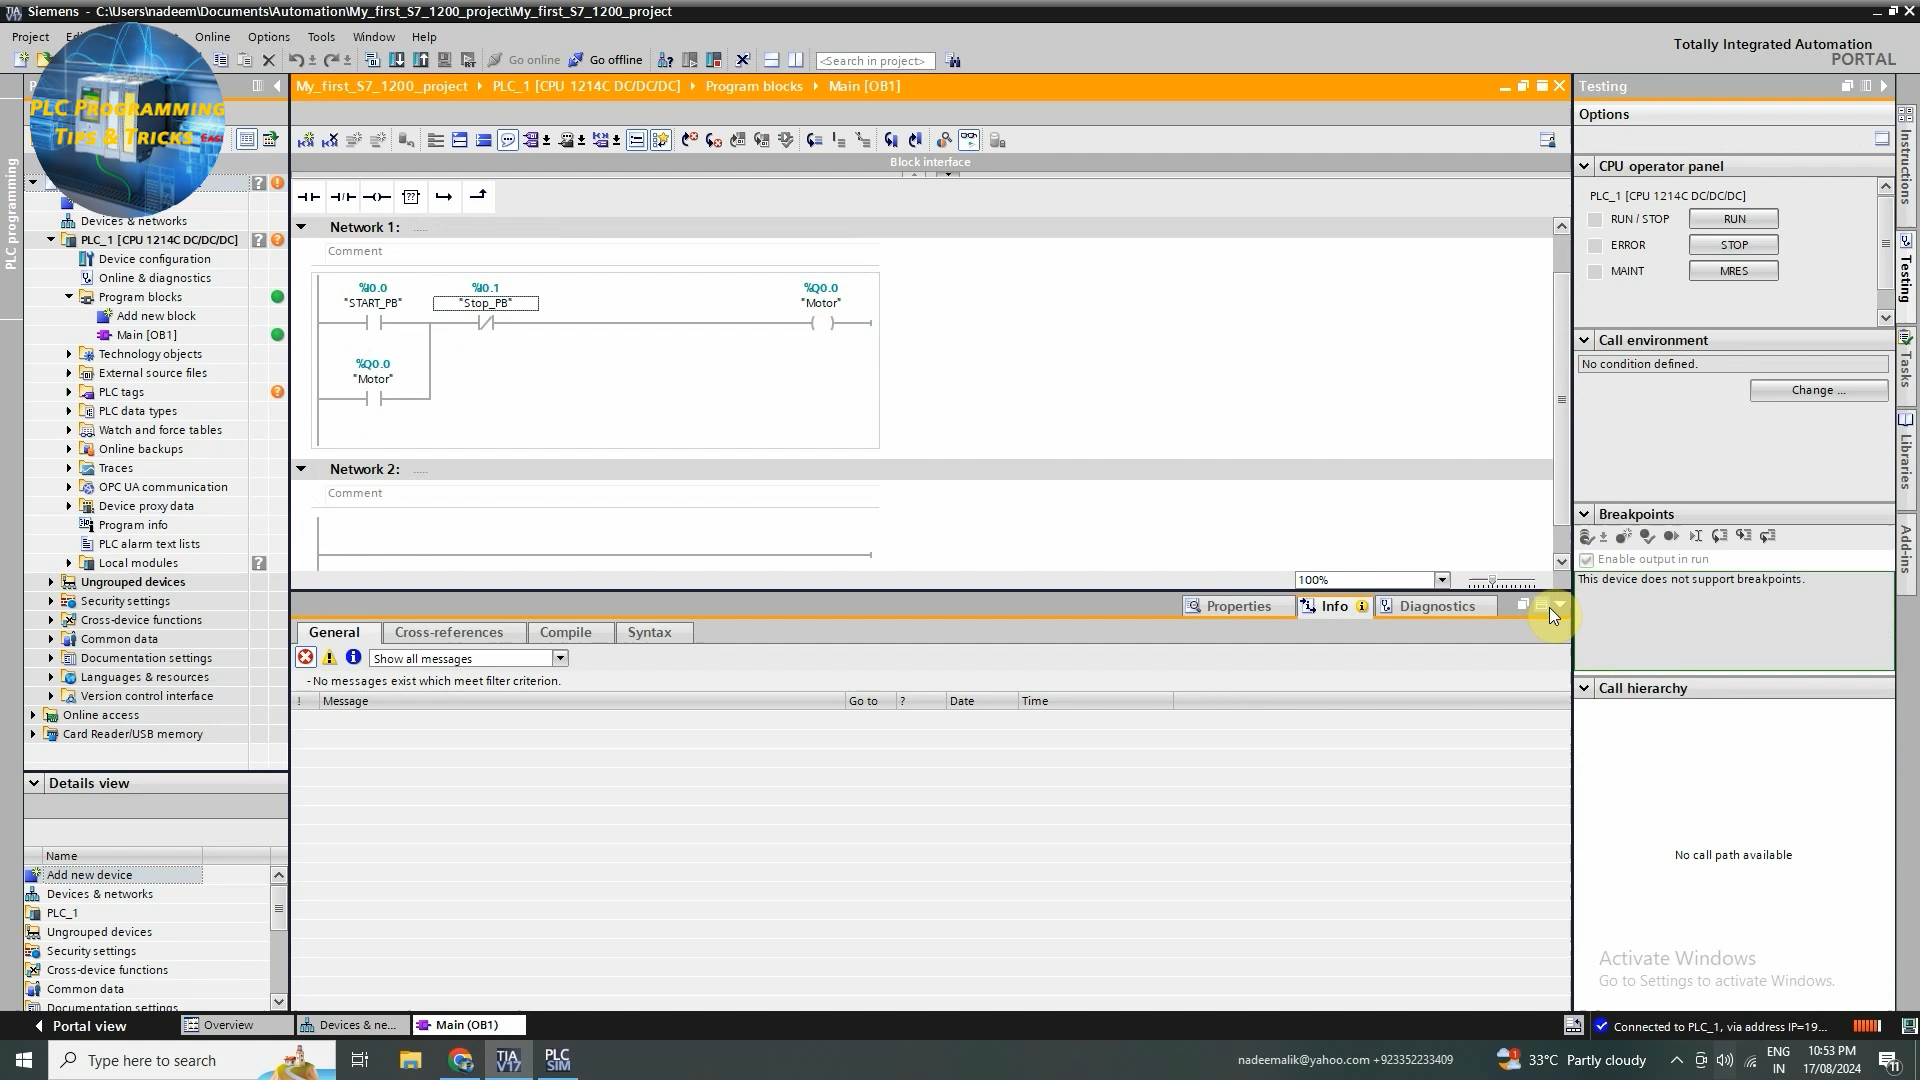 Siemens - C:\Users\nadeem\Documents\Automation\My_first_S7_1200_project\My_first_S7_1200_project
Project Online Options Tools Window Help
Go online Go offline <Search in project>
Totally Integrated Automation
PORTAL
PLC PROGRAMMING
TIPS & TRICKS EASY
My_first_S7_1200_project PLC_1 [CPU 1214C DC/DC/DC] Program blocks Main [OB1]
PLC programming
Devices & networks
PLC_1 [CPU 1214C DC/DC/DC]
Device configuration
Online & diagnostics
Program blocks
Add new block
Main [OB1]
Technology objects
External source files
PLC tags
PLC data types
Watch and force tables
Online backups
Traces
OPC UA communication
Device proxy data
Program info
PLC alarm text lists
Local modules
Ungrouped devices
Security settings
Cross-device functions
Common data
Documentation settings
Languages & resources
Version control interface
Online access
Card Reader/USB memory
Details view
Name
Add new device
Devices & networks
PLC_1
Ungrouped devices
Security settings
Cross-device functions
Common data
Documentation settings
Block interface
Network 1: .....
Comment
%I0.0
"START_PB"
%I0.1
"Stop_PB"
%Q0.0
"Motor"
%Q0.0
"Motor"
Network 2: .....
Comment
100%
Properties Info Diagnostics
General Cross-references Compile Syntax
Show all messages
- No messages exist which meet filter criterion.
! Message Go to ? Date Time
Testing
Options
CPU operator panel
PLC_1 [CPU 1214C DC/DC/DC]
RUN / STOP RUN
ERROR STOP
MAINT MRES
Call environment
No condition defined.
Change ...
Breakpoints
Enable output in run
This device does not support breakpoints.
Call hierarchy
No call path available
Activate Windows
Go to Settings to activate Windows.
Instructions
Testing
Tasks
Libraries
Add-ins
Portal view Overview Devices & ne... Main (OB1)
Connected to PLC_1, via address IP=19...
Type here to search
TIA
V17
PLC
SIM
nadeemalik@yahoo.com +923352233409
33°C Partly cloudy
ENG
IN
10:53 PM
17/08/2024
11